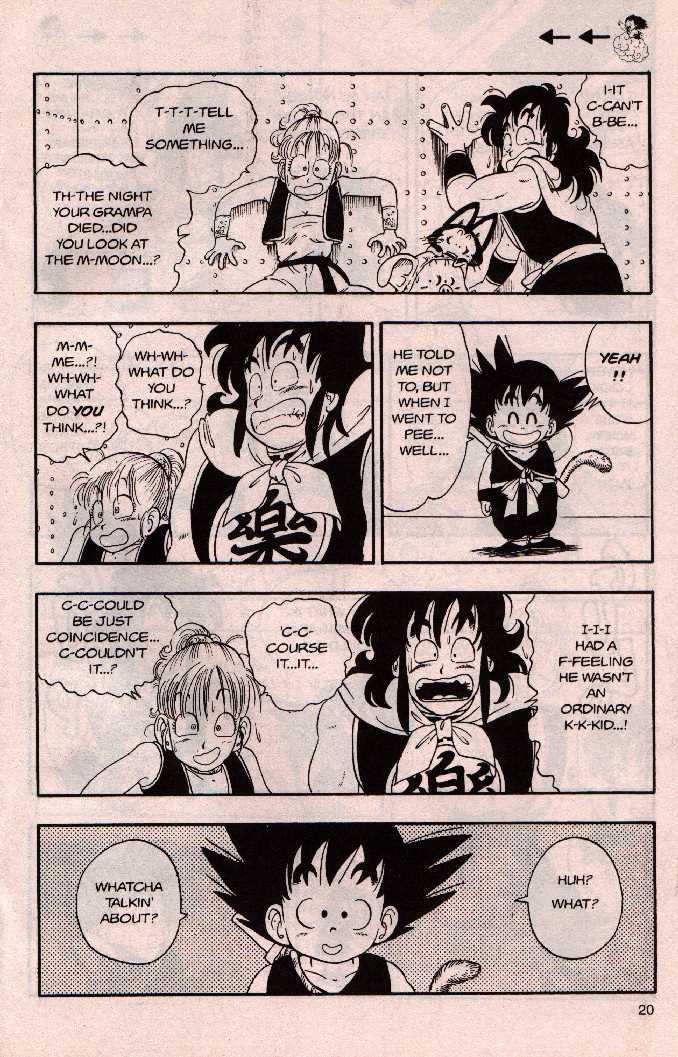 I-IT
C-CAN'T
B-BE...
T-T-T-TELL
ME
SOMETHING...
TH-THE NIGHT
YOUR GRAMPA
DIED...DID
YOU LOOK AT
THE M-MOON...?
YEAH
!!
HE TOLD
ME NOT
TO, BUT
WHEN I
WENT TO
PEE...
WELL...
WH-WH-
WHAT DO
YOU
THINK...?
M-M-
ME...?!
WH-WH-
WHAT
DO YOU
THINK...?!
楽
I-I-I
HAD A
F-FEELING
HE WASN'T
AN
ORDINARY
K-K-KID...!
'C-C-
COURSE
IT...IT...
C-C-COULD
BE JUST
COINCIDENCE...
C-COULDN'T
IT...?
楽
HUH?
WHAT?
WHATCHA
TALKIN'
ABOUT?
20